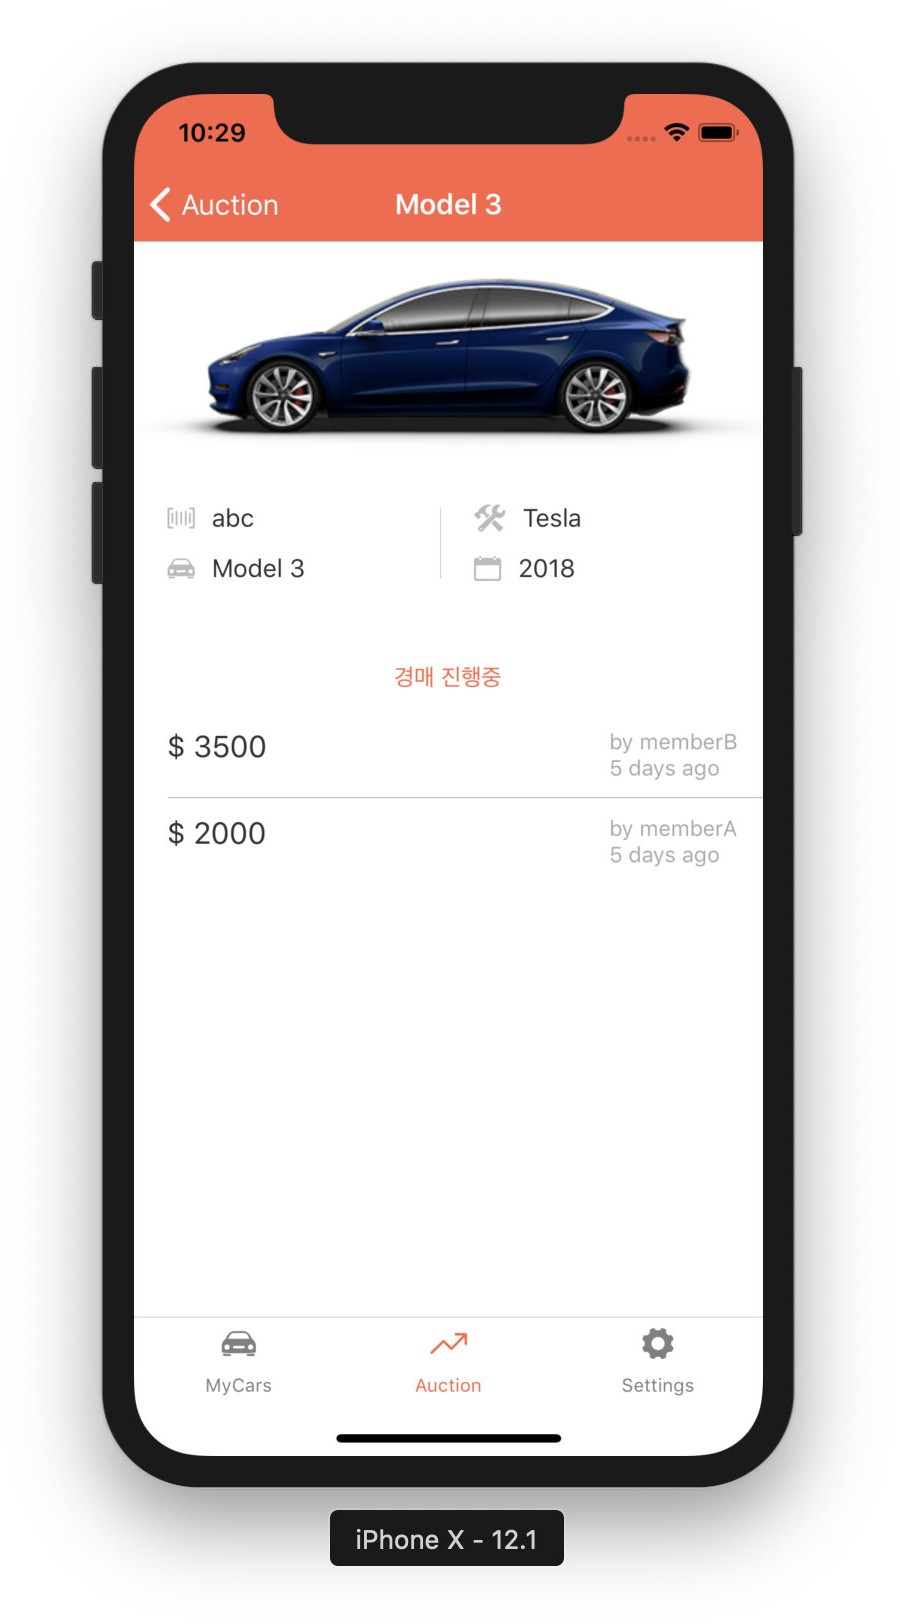 10:29
Auction
Model 3
abc
Tesla
Model 3
2018
경매 진행중
$ 3500
by memberB
5 days ago
$ 2000
by memberA
5 days ago
MyCars
Auction
Settings
iPhone X - 12.1